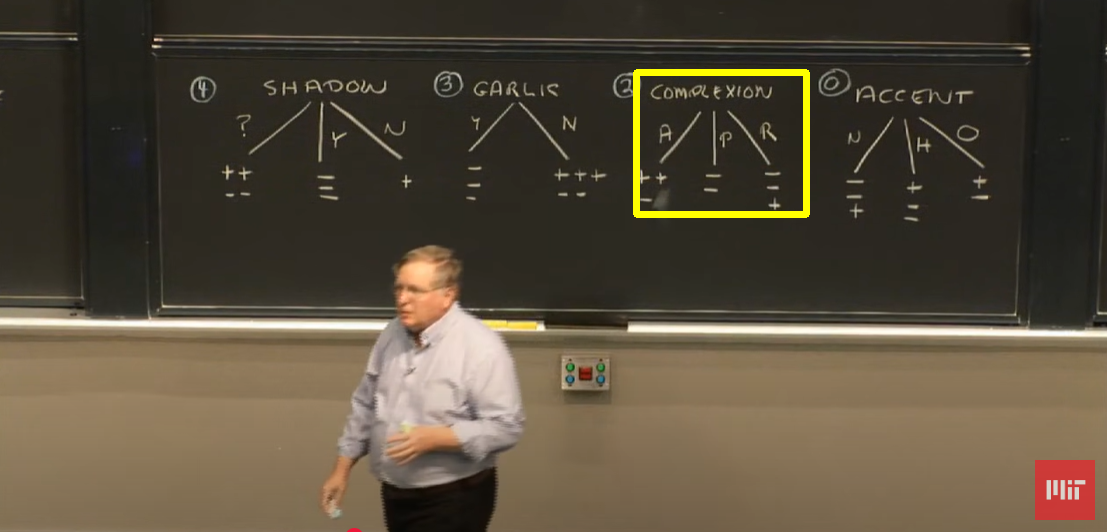 ④ SHADOW ③ GARLIC ② COMPLEXION ⓪ ACCENT
? Y N Y N A P R N H O
++ = + - +++ ++ = = = + +
-- - - -- - + + = -
MIT